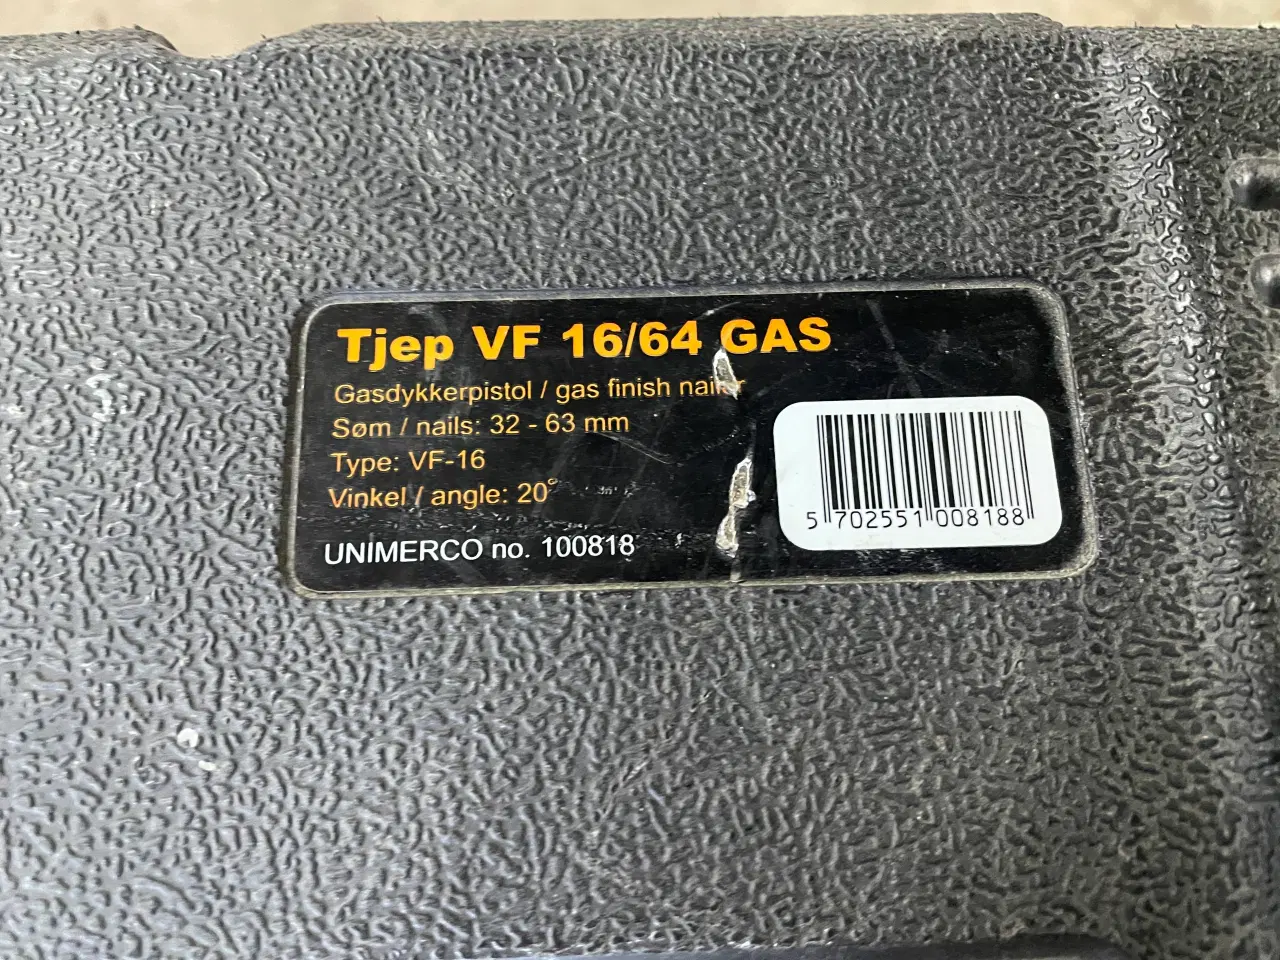 Tjep VF 16/64 GAS
Gasdykkerpistol / gas finish nailer
Søm / nails: 32 - 63 mm
Type: VF-16
Vinkel / angle: 20°
UNIMERCO no. 100818
5 702551 008188